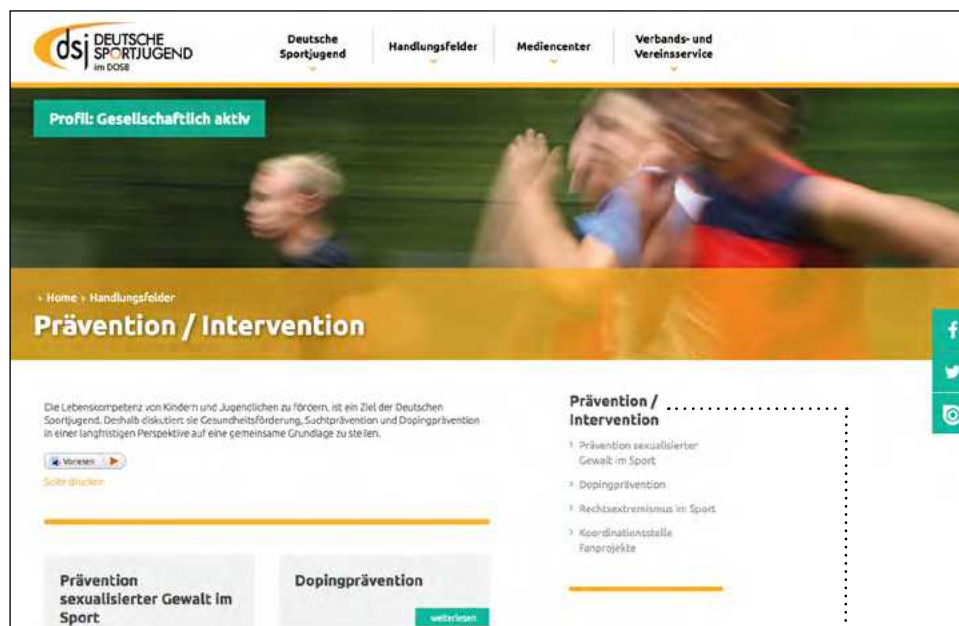 dsj DEUTSCHE
SPORTJUGEND
im DOSB
Deutsche
Sportjugend
Handlungsfelder
Mediencenter
Verbands- und
Vereinsservice
Profil: Gesellschaftlich aktiv
› Home › Handlungsfelder
Prävention / Intervention
Die Lebenskompetenz von Kindern und Jugendlichen zu fördern, ist ein Ziel der Deutschen
Sportjugend. Deshalb diskutiert sie Gesundheitsförderung, Suchtprävention und Dopingprävention
in einer langfristigen Perspektive auf eine gemeinsame Grundlage zu stellen.
Vorlesen
Seite drucken
Prävention /
Intervention
› Prävention sexualisierter
Gewalt im Sport
› Dopingprävention
› Rechtsextremismus im Sport
› Koordinationsstelle
Fanprojekte
Prävention
sexualisierter Gewalt im
Sport
Dopingprävention
weiterlesen